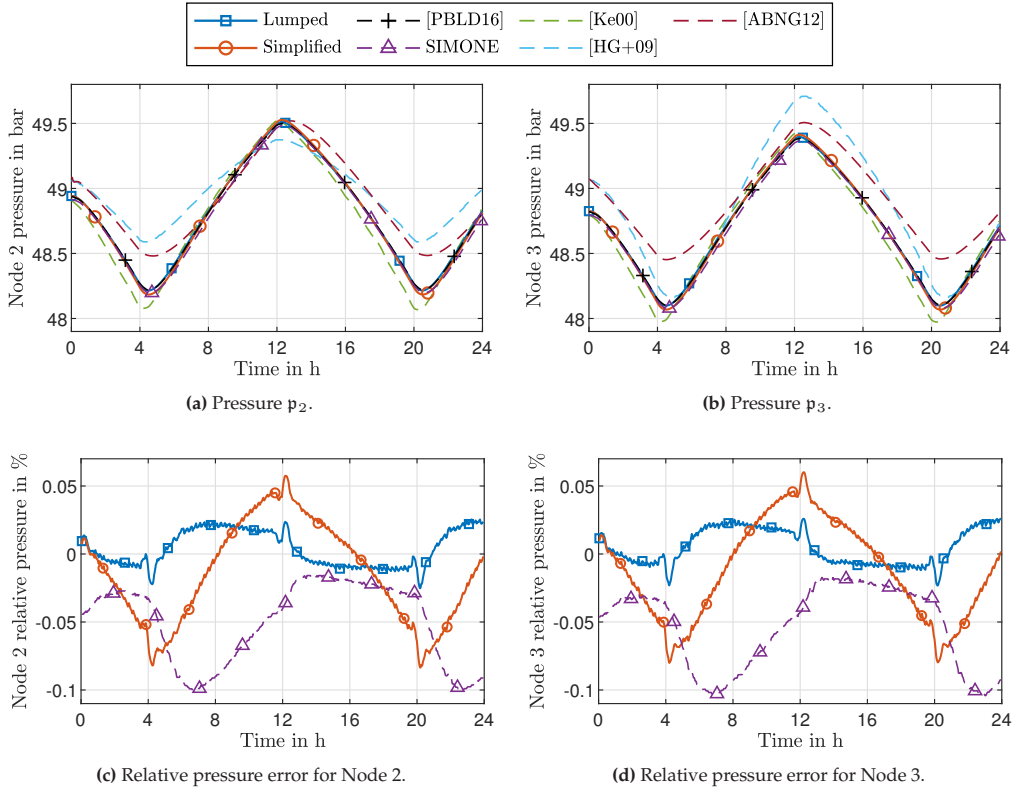 Lumped [PBLD16] [Ke00] [ABNG12]
Simplified SIMONE [HG+09]
Node 2 pressure in bar
49.5
49
48.5
48
0 4 8 12 16 20 24
Time in h
(a) Pressure 𝔭₂.
Node 3 pressure in bar
49.5
49
48.5
48
0 4 8 12 16 20 24
Time in h
(b) Pressure 𝔭₃.
Node 2 relative pressure in %
0.05
0
-0.05
-0.1
0 4 8 12 16 20 24
Time in h
(c) Relative pressure error for Node 2.
Node 3 relative pressure in %
0.05
0
-0.05
-0.1
0 4 8 12 16 20 24
Time in h
(d) Relative pressure error for Node 3.